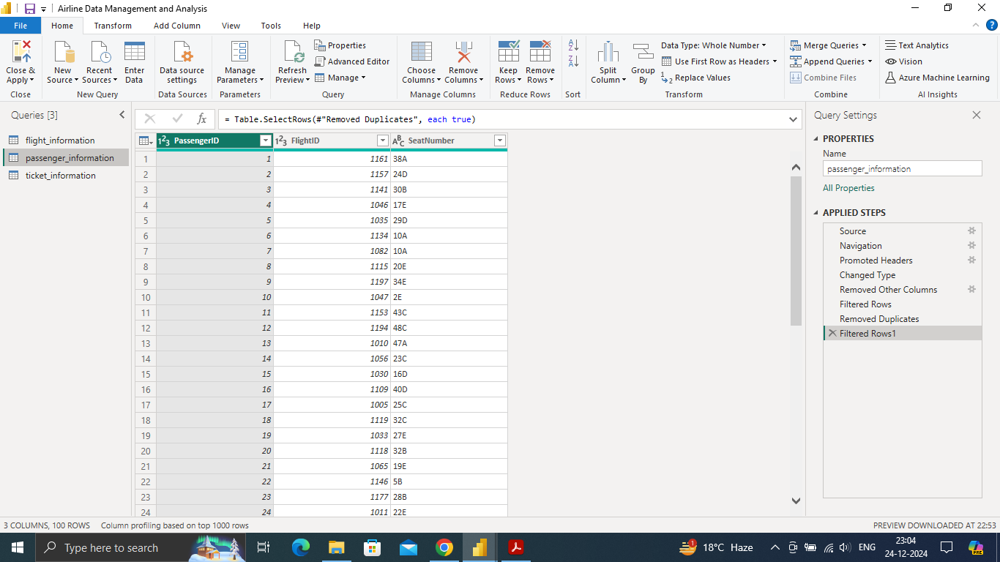 Airline Data Management and Analysis
File Home Transform Add Column View Tools Help
Close & Apply
Close
New Source
Recent Sources
Enter Data
New Query
Data source settings
Data Sources
Manage Parameters
Parameters
Refresh Preview
Properties
Advanced Editor
Manage
Query
Choose Columns
Remove Columns
Manage Columns
Keep Rows
Remove Rows
Reduce Rows
Sort
Split Column
Group By
Data Type: Whole Number
Use First Row as Headers
Replace Values
Transform
Merge Queries
Append Queries
Combine Files
Combine
Text Analytics
Vision
Azure Machine Learning
AI Insights
Queries [3]
flight_information
passenger_information
ticket_information
fx = Table.SelectRows(#"Removed Duplicates", each true)
PassengerID FlightID SeatNumber
1 1 1161 38A
2 2 1157 24D
3 3 1141 30B
4 4 1046 17E
5 5 1035 29D
6 6 1134 10A
7 7 1082 10A
8 8 1115 20E
9 9 1197 34E
10 10 1047 2E
11 11 1153 43C
12 12 1194 48C
13 13 1010 47A
14 14 1056 23C
15 15 1030 16D
16 16 1109 40D
17 17 1005 25C
18 18 1119 32C
19 19 1033 27E
20 20 1118 32B
21 21 1065 19E
22 22 1146 5B
23 23 1177 28B
24 24 1011 22E
Query Settings
PROPERTIES
Name
passenger_information
All Properties
APPLIED STEPS
Source
Navigation
Promoted Headers
Changed Type
Removed Other Columns
Filtered Rows
Removed Duplicates
Filtered Rows1
3 COLUMNS, 100 ROWS Column profiling based on top 1000 rows PREVIEW DOWNLOADED AT 22:53
Type here to search
1 18°C Haze ENG
23:04
24-12-2024
PRE